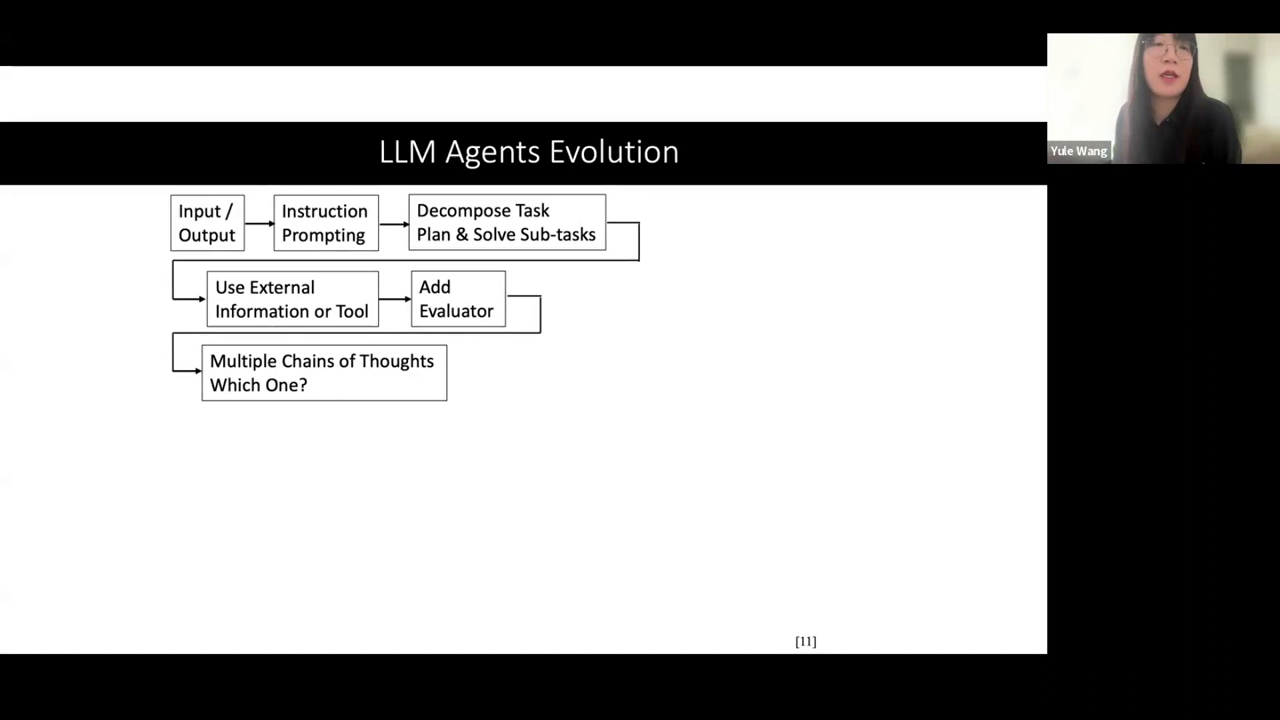 LLM Agents Evolution
Yule Wang
Input /
Output
Instruction
Prompting
Decompose Task
Plan & Solve Sub-tasks
Use External
Information or Tool
Add
Evaluator
Multiple Chains of Thoughts
Which One?
[11]